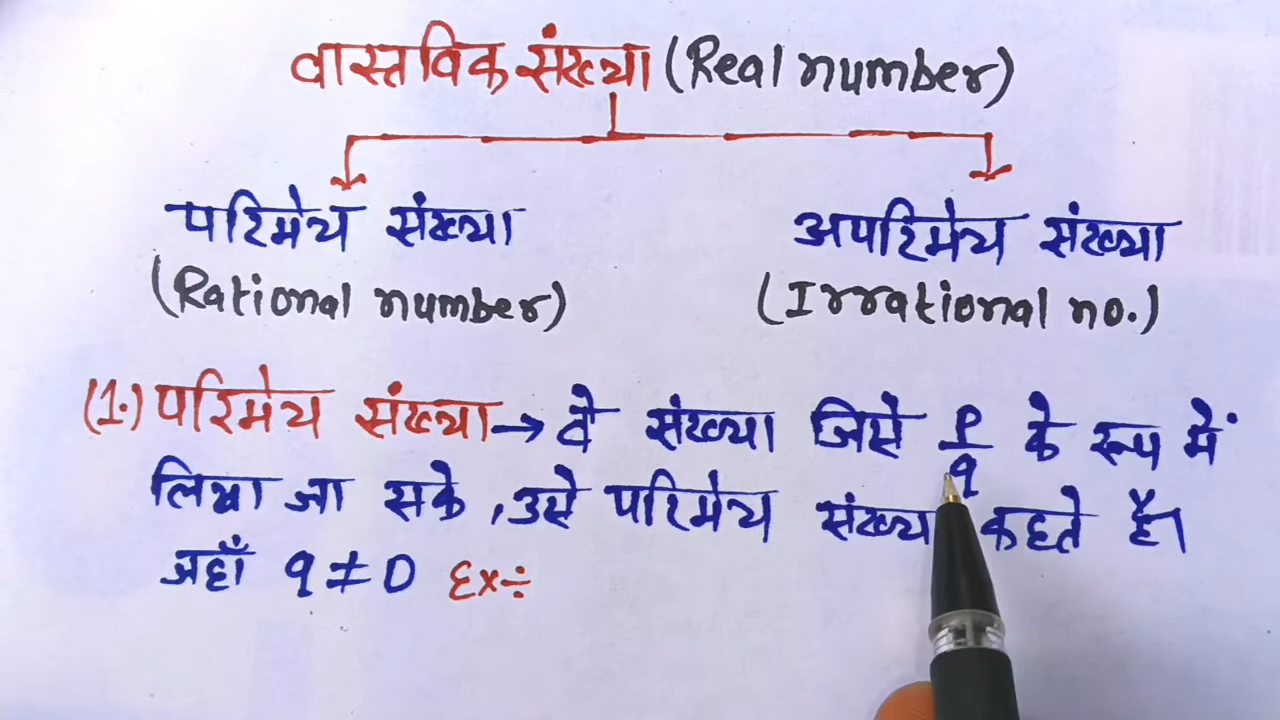 वास्तविक संख्या (Real number)
परिमेय संख्या अपरिमेय संख्या
(Rational number) (Irrational no.)
(1.) परिमेय संख्या → वे संख्या जिसे p/q के रूप में
लिखा जा सके, उसे परिमेय संख्या कहते हैं।
जहाँ q ≠ 0 Ex÷